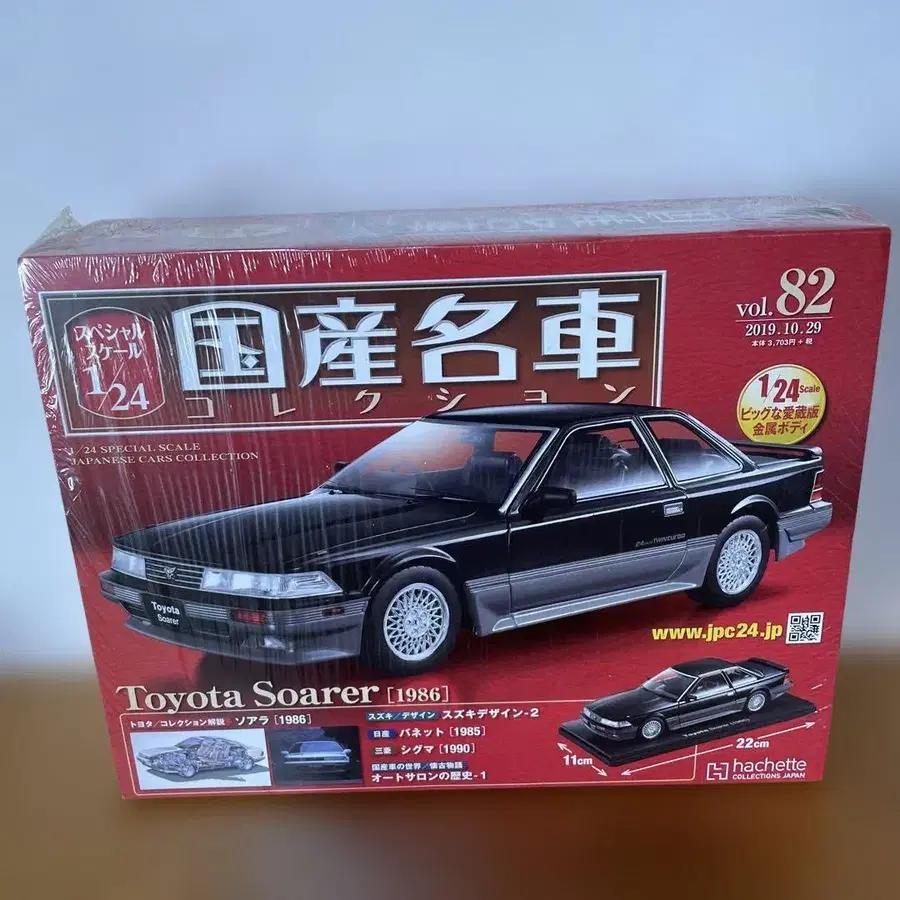 スペシャル
スケール
1/24
国産名車
コレクション
1/24 SPECIAL SCALE
JAPANESE CARS COLLECTION
vol.82
2019.10.29
本体 3,703円+税
1/24 Scale
ビッグな愛蔵版
金属ボディ
24VALVE TWINTURBO
Toyota
Soarer
www.jpc24.jp
Toyota Soarer [1986]
トヨタ/コレクション解説 ソアラ [1986]
スズキ/デザイン スズキデザイン-2
日産 バネット [1985]
三菱 シグマ [1990]
国産車の世界/懐古物語
オートサロンの歴史-1
Toyota Soarer (1986)
11cm
22cm
hachette
COLLECTIONS JAPAN